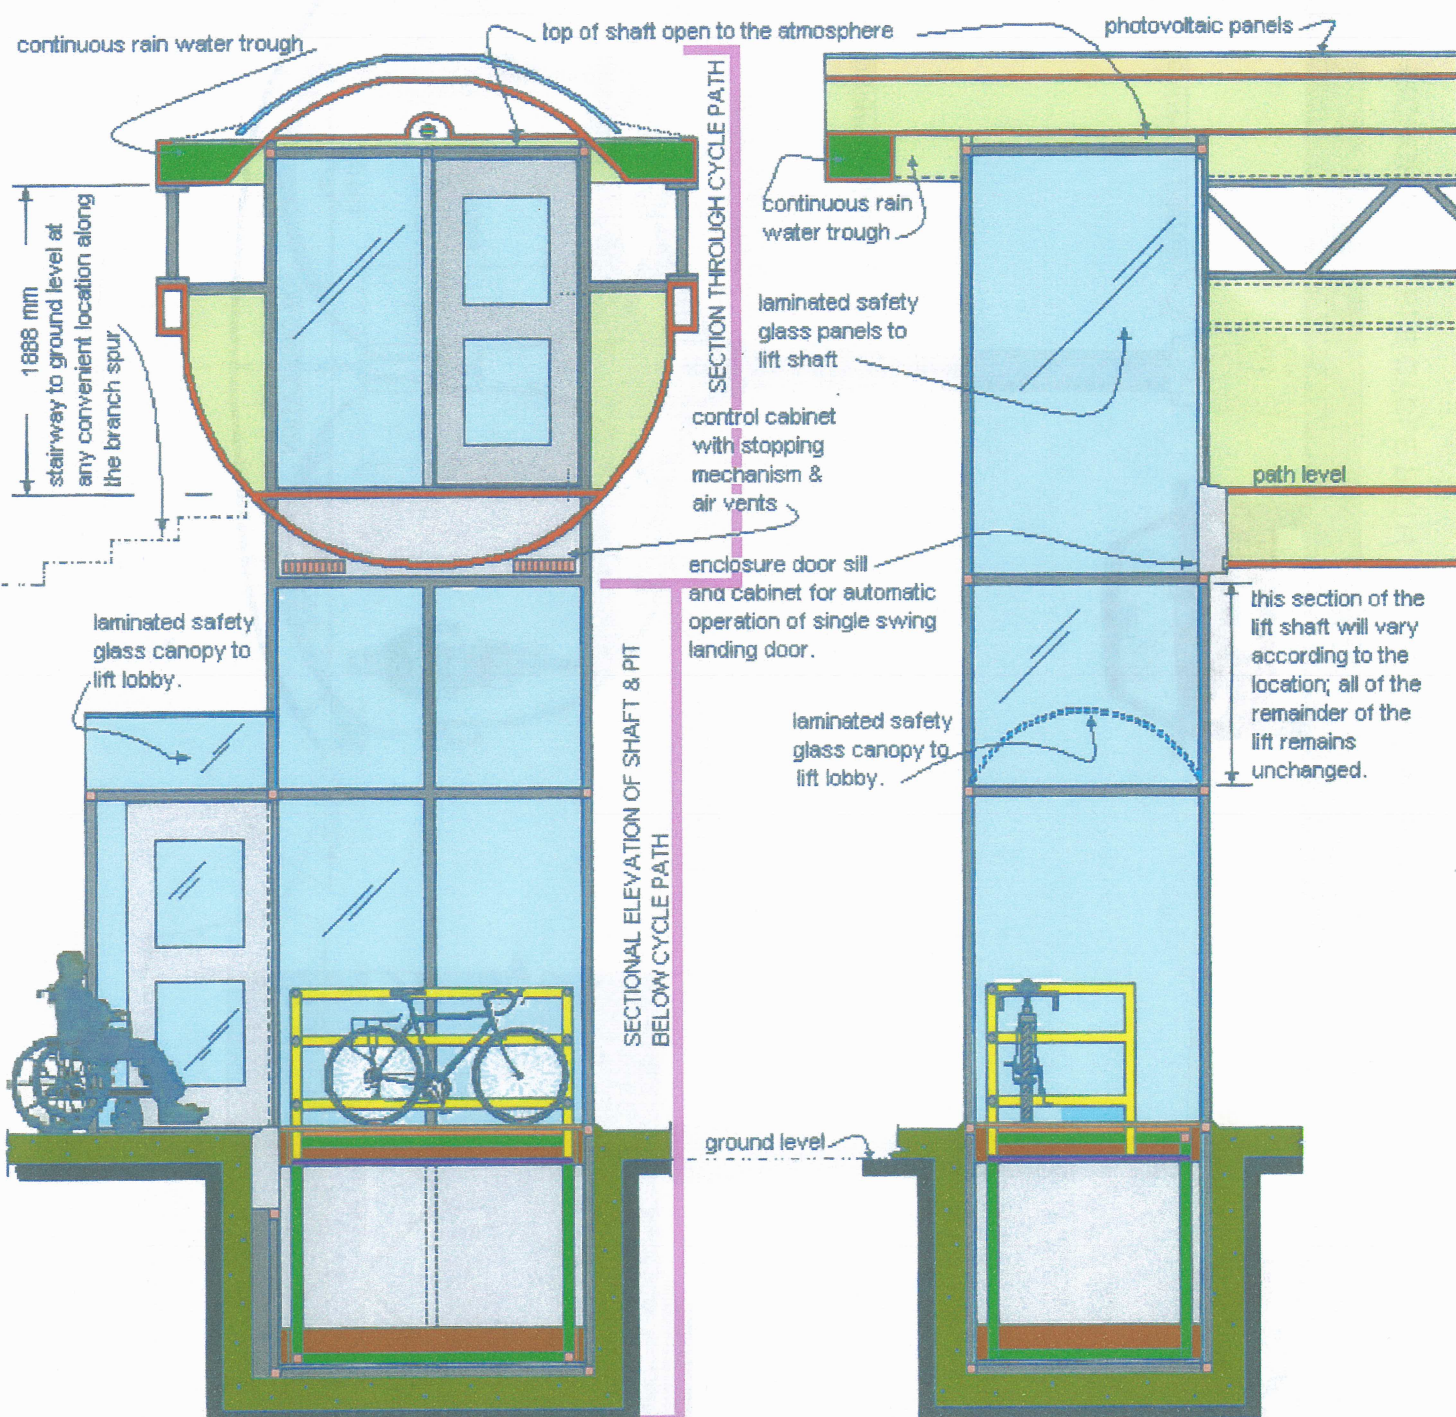 continuous rain water trough
top of shaft open to the atmosphere
photovoltaic panels
SECTION THROUGH CYCLE PATH
continuous rain
water trough
1888 mm
stairway to ground level at
any convenient location along
the branch spur
laminated safety
glass panels to
lift shaft
control cabinet
with stopping
mechanism &
air vents
path level
enclosure door sill
and cabinet for automatic
operation of single swing
landing door.
laminated safety
glass canopy to
lift lobby.
this section of the
lift shaft will vary
according to the
location; all of the
remainder of the
lift remains
unchanged.
SECTIONAL ELEVATION OF SHAFT & PIT
BELOW CYCLE PATH
laminated safety
glass canopy to
lift lobby.
ground level